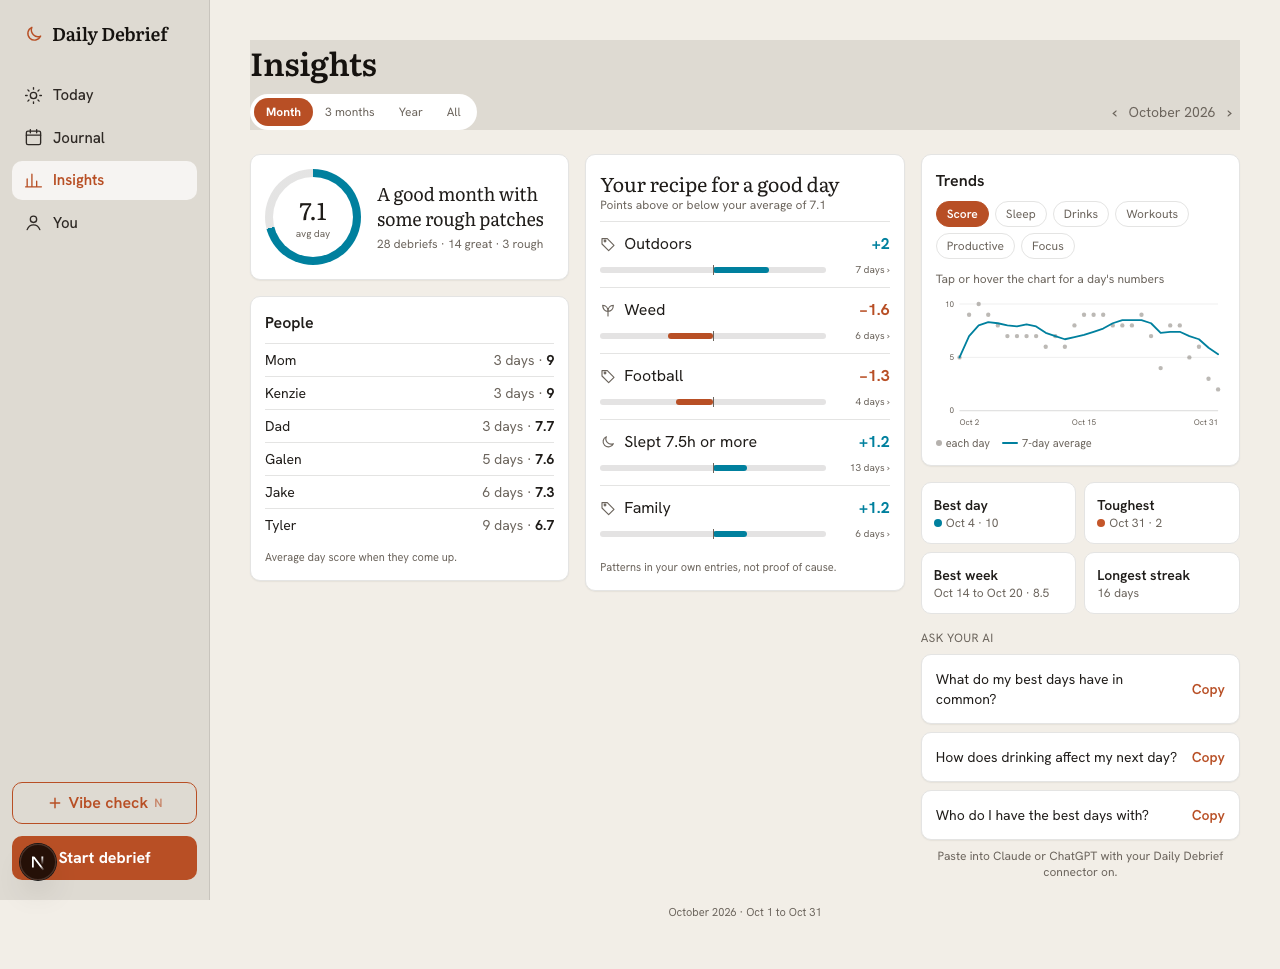 Daily Debrief
Today
Journal
Insights
You
Vibe check N
Start debrief
N
Insights
Month 3 months Year All
‹ October 2026 ›
7.1
avg day
A good month with
some rough patches
28 debriefs · 14 great · 3 rough
People
Mom 3 days · 9
Kenzie 3 days · 9
Dad 3 days · 7.7
Galen 5 days · 7.6
Jake 6 days · 7.3
Tyler 9 days · 6.7
Average day score when they come up.
Your recipe for a good day
Points above or below your average of 7.1
Outdoors +2
7 days ›
Weed −1.6
6 days ›
Football −1.3
4 days ›
Slept 7.5h or more +1.2
13 days ›
Family +1.2
6 days ›
Patterns in your own entries, not proof of cause.
Trends
Score Sleep Drinks Workouts
Productive Focus
Tap or hover the chart for a day's numbers
10
5
0
Oct 2 Oct 15 Oct 31
each day 7-day average
Best day
Oct 4 · 10
Toughest
Oct 31 · 2
Best week
Oct 14 to Oct 20 · 8.5
Longest streak
16 days
ASK YOUR AI
What do my best days have in
common?
Copy
How does drinking affect my next day? Copy
Who do I have the best days with? Copy
Paste into Claude or ChatGPT with your Daily Debrief
connector on.
October 2026 · Oct 1 to Oct 31